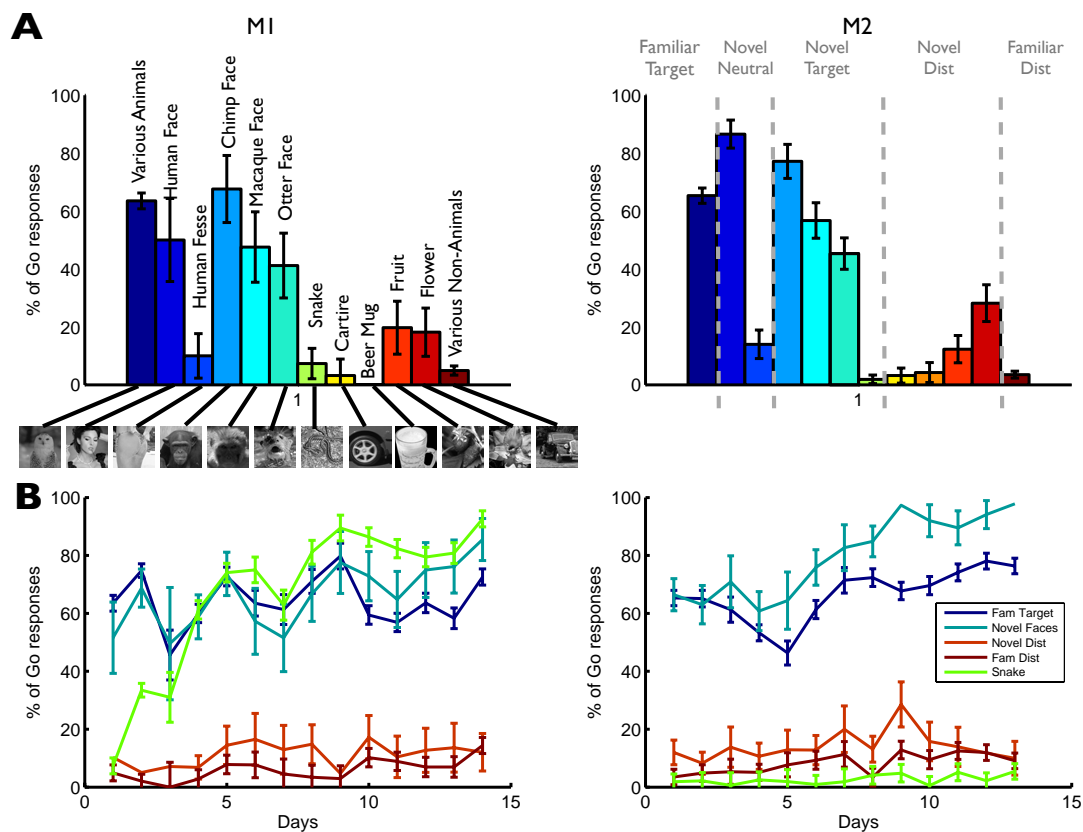 A
M1
M2
Familiar Target
Novel Neutral
Novel Target
Novel Dist
Familiar Dist
% of Go responses
100
80
60
40
20
0
Various Animals
Human Face
Human Fesse
Chimp Face
Macaque Face
Otter Face
Snake
Cartire
Beer Mug
Fruit
Flower
Various Non-Animals
1
% of Go responses
100
80
60
40
20
0
1
B
% of Go responses
100
80
60
40
20
0
0
5
10
15
Days
% of Go responses
100
80
60
40
20
0
Fam Target
Novel Faces
Novel Dist
Fam Dist
Snake
0
5
10
15
Days